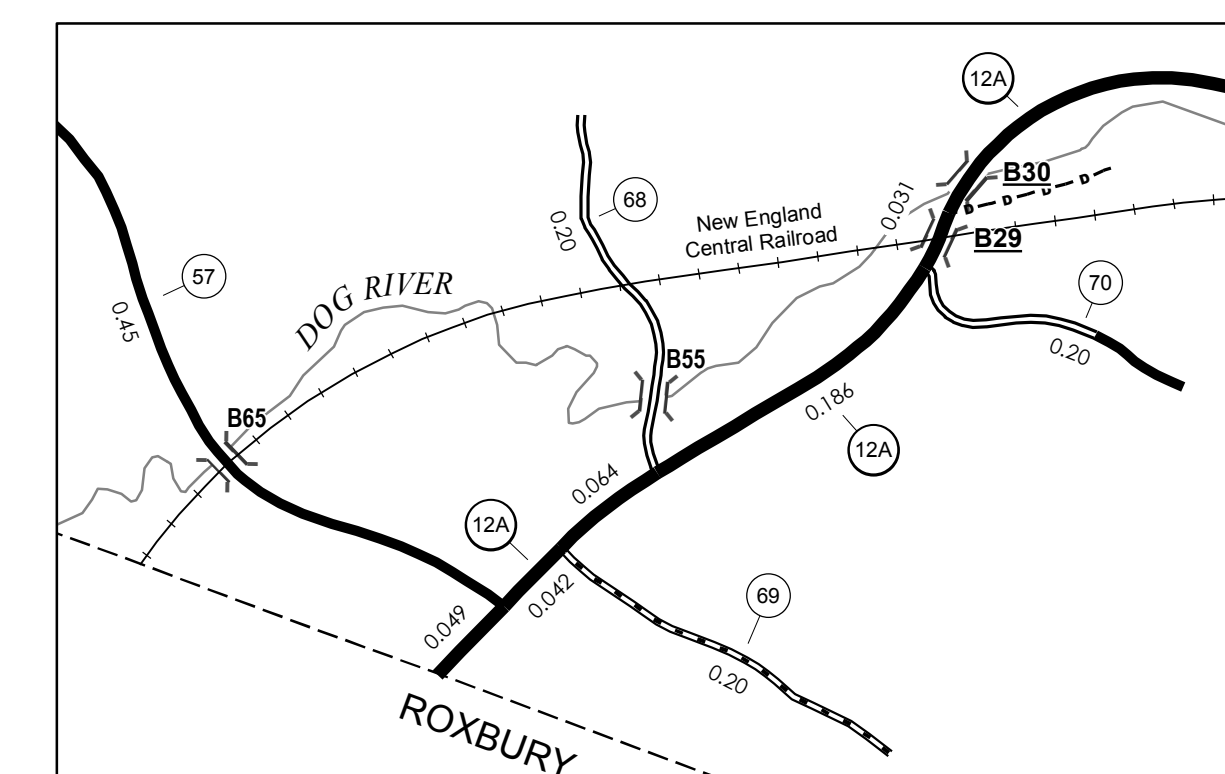 12A
B30
D D D D
B29
0.031
68
0.20
New England
Central Railroad
57
0.45
DOG RIVER
70
0.20
B55
B65
0.186
12A
0.064
12A
0.042
0.049
69
0.20
ROXBURY